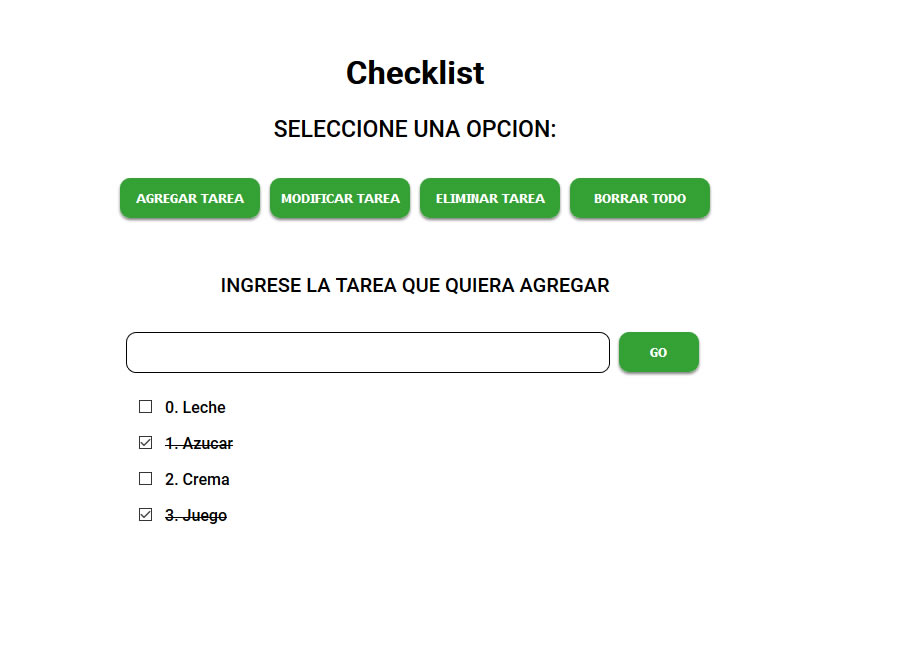 Checklist
SELECCIONE UNA OPCION:
AGREGAR TAREA MODIFICAR TAREA ELIMINAR TAREA BORRAR TODO
INGRESE LA TAREA QUE QUIERA AGREGAR
GO
0. Leche
1. Azucar
2. Crema
3. Juego